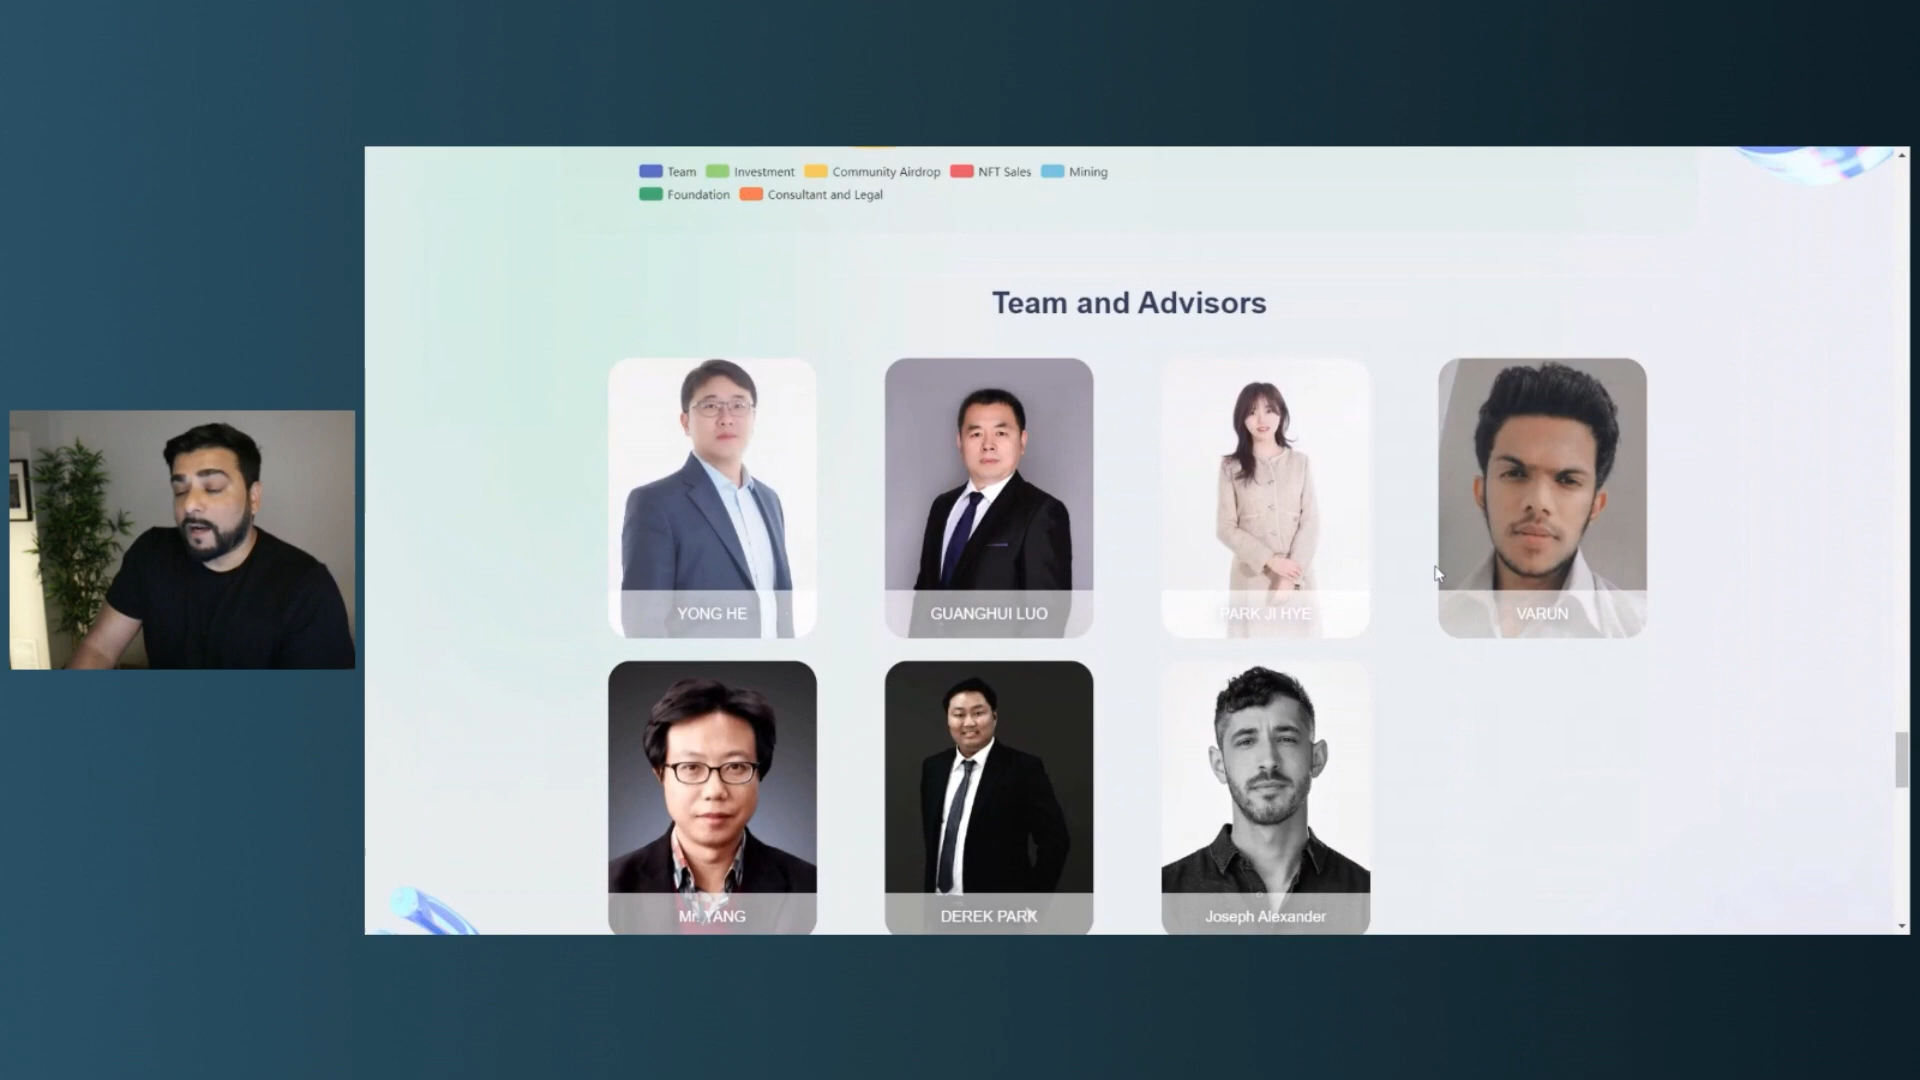 Team Investment Community Airdrop NFT Sales Mining
Foundation Consultant and Legal
Team and Advisors
YONG HE
GUANGHUI LUO
PARK JI HYE
VARUN
Mr. YANG
DEREK PARK
Joseph Alexander